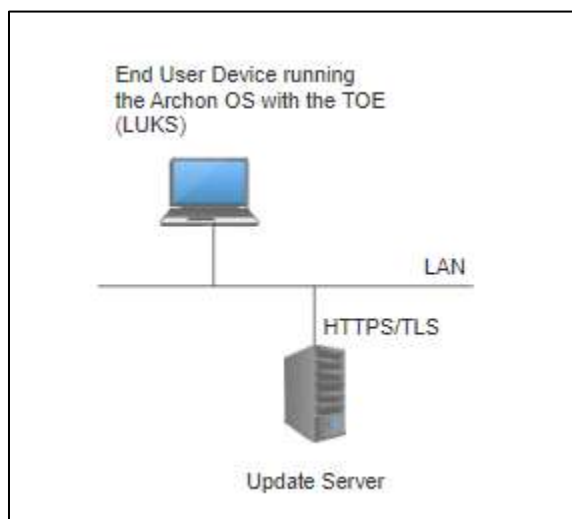 End User Device running
the Archon OS with the TOE
(LUKS)
LAN
HTTPS/TLS
Update Server